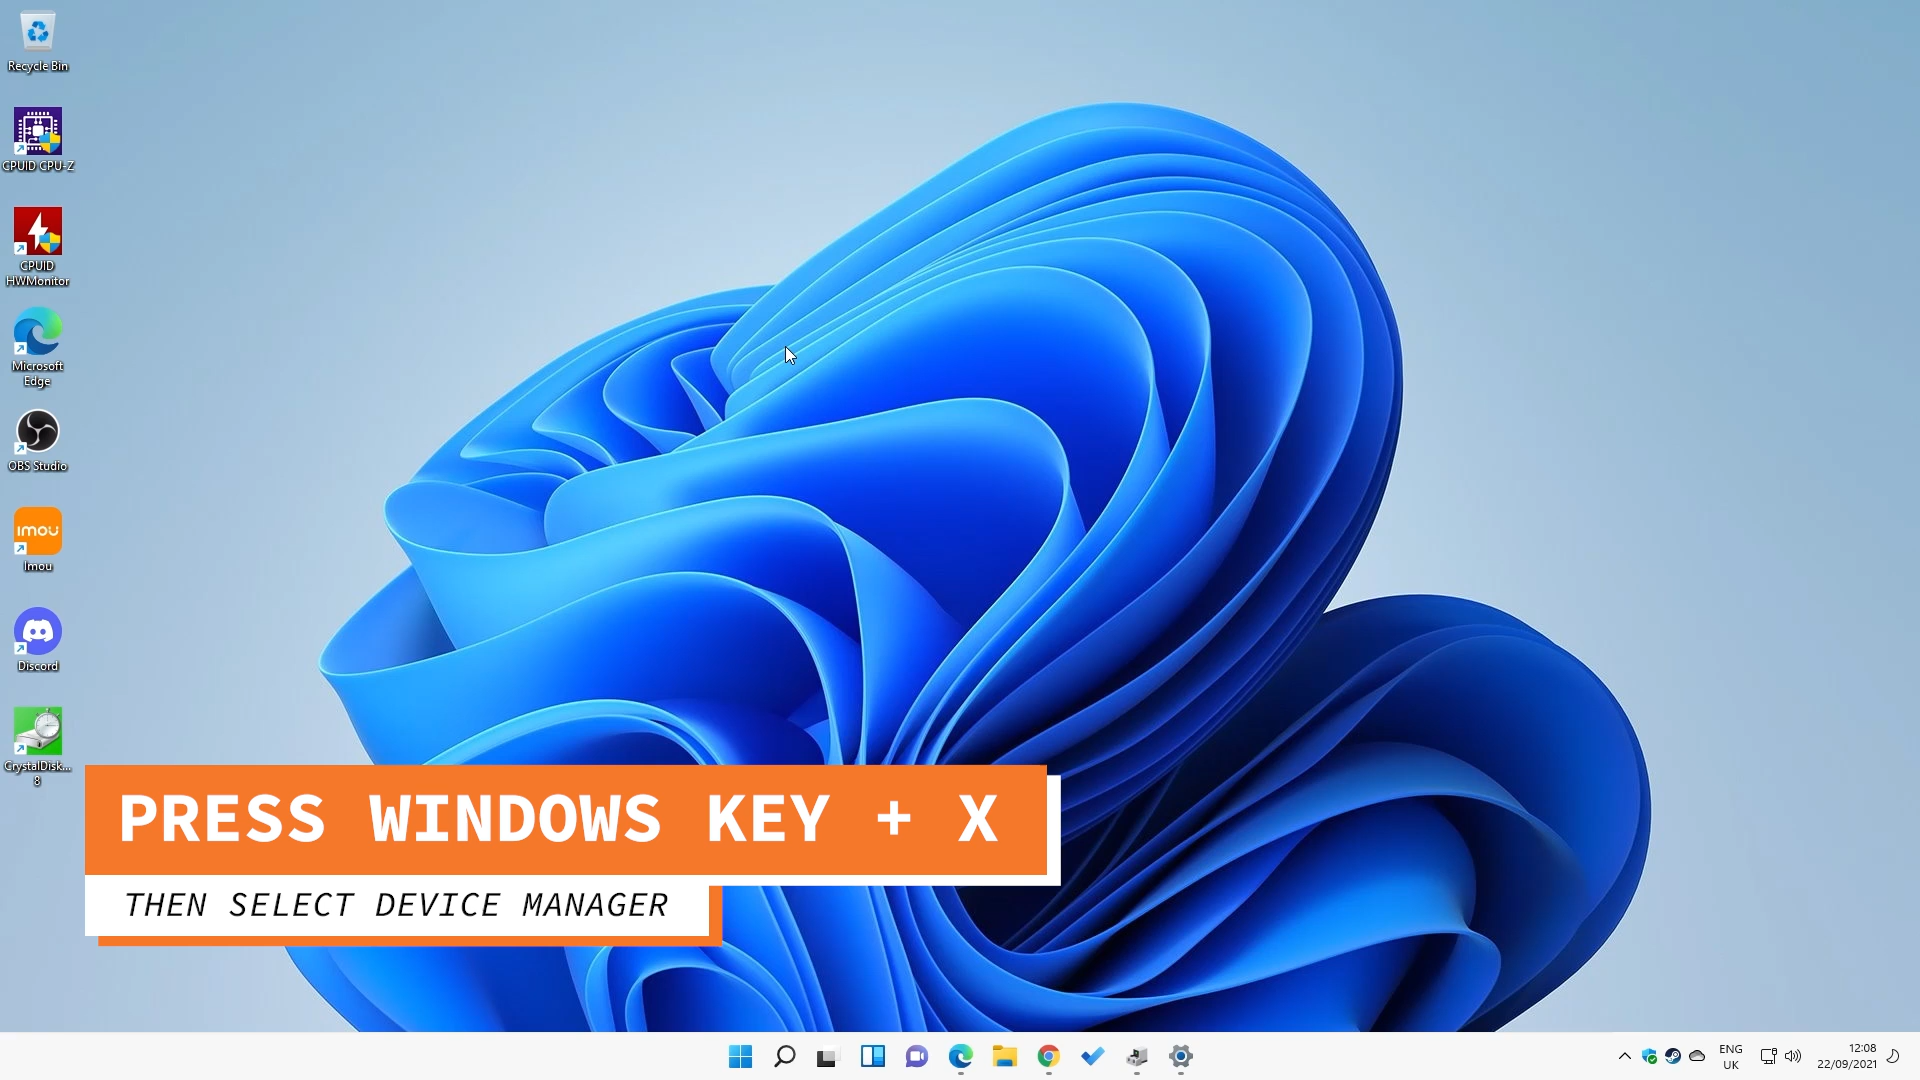 Recycle Bin
CPUID CPU-Z
CPUID
HWMonitor
Microsoft
Edge
OBS Studio
imou
Imou
Discord
CrystalDisk...
8
PRESS WINDOWS KEY + X
THEN SELECT DEVICE MANAGER
ENG
UK
12:08
22/09/2021